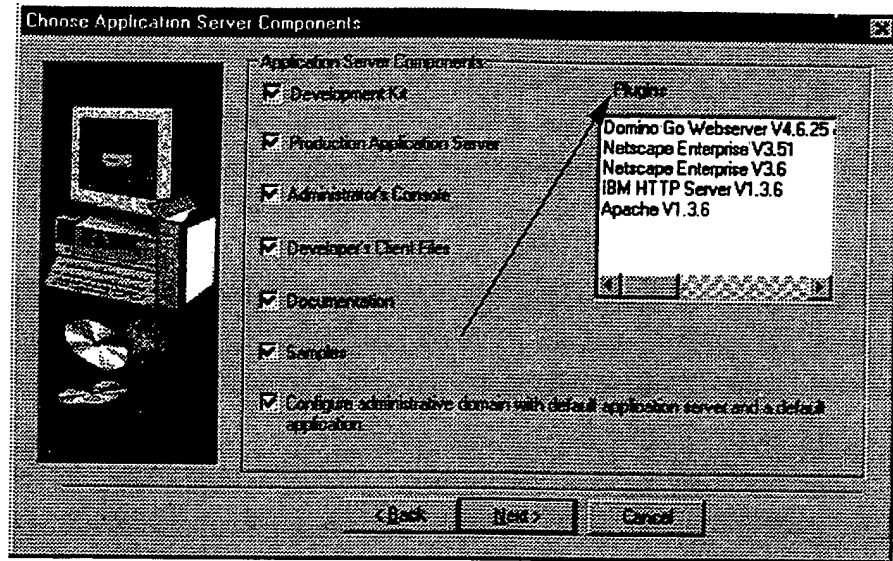 Choose Application Server Components
Application Server Components
Development Kit
Production Application Server
Administrator's Console
Developer's Client Files
Documentation
Samples
Configure administrative domain with default application server and a default
application
Plugins
Domino Go Webserver V4.6.25
Netscape Enterprise V3.51
Netscape Enterprise V3.6
IBM HTTP Server V1.3.6
Apache V1.3.6
< Back
Next >
Cancel